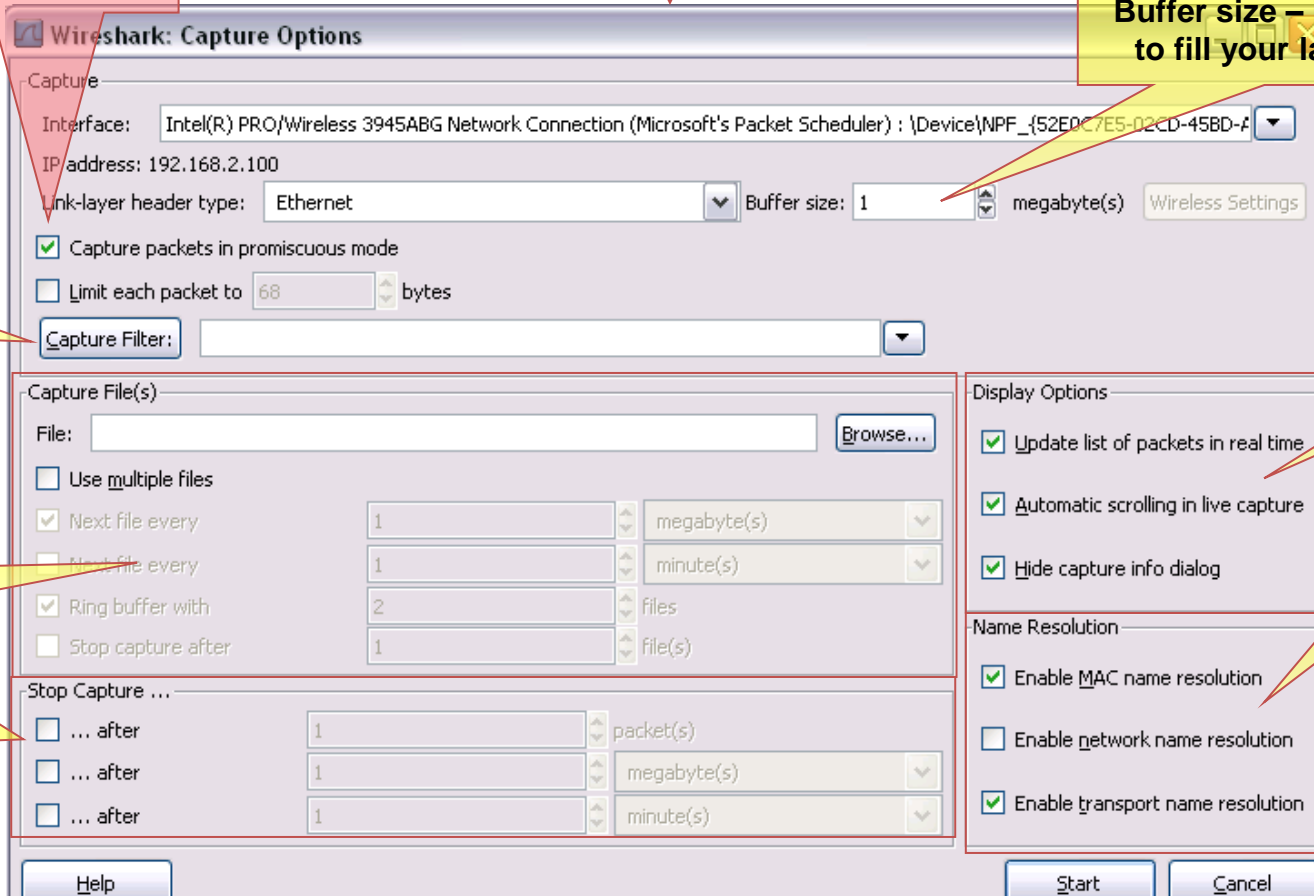 Buffer size –
to fill your
Wireshark: Capture Options
Capture
Interface: Intel(R) PRO/Wireless 3945ABG Network Connection (Microsoft's Packet Scheduler) : \Device\NPF_{52E0C7E5-02CD-45BD-
IP address: 192.168.2.100
Link-layer header type: Ethernet Buffer size: 1 megabyte(s) Wireless Settings
Capture packets in promiscuous mode
Limit each packet to 68 bytes
Capture Filter:
Capture File(s)
File: Browse...
Use multiple files
Next file every 1 megabyte(s)
Next file every 1 minute(s)
Ring buffer with 2 files
Stop capture after 1 file(s)
Stop Capture ...
... after 1 packet(s)
... after 1 megabyte(s)
... after 1 minute(s)
Display Options
Update list of packets in real time
Automatic scrolling in live capture
Hide capture info dialog
Name Resolution
Enable MAC name resolution
Enable network name resolution
Enable transport name resolution
Help Start Cancel